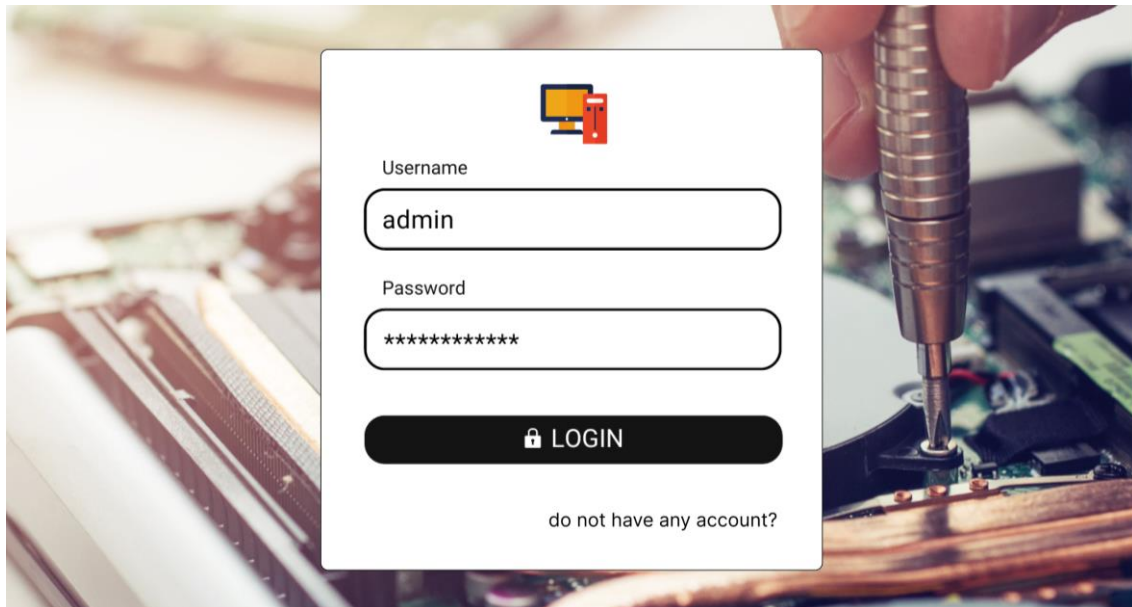 Username
admin
Password
************
LOGIN
do not have any account?